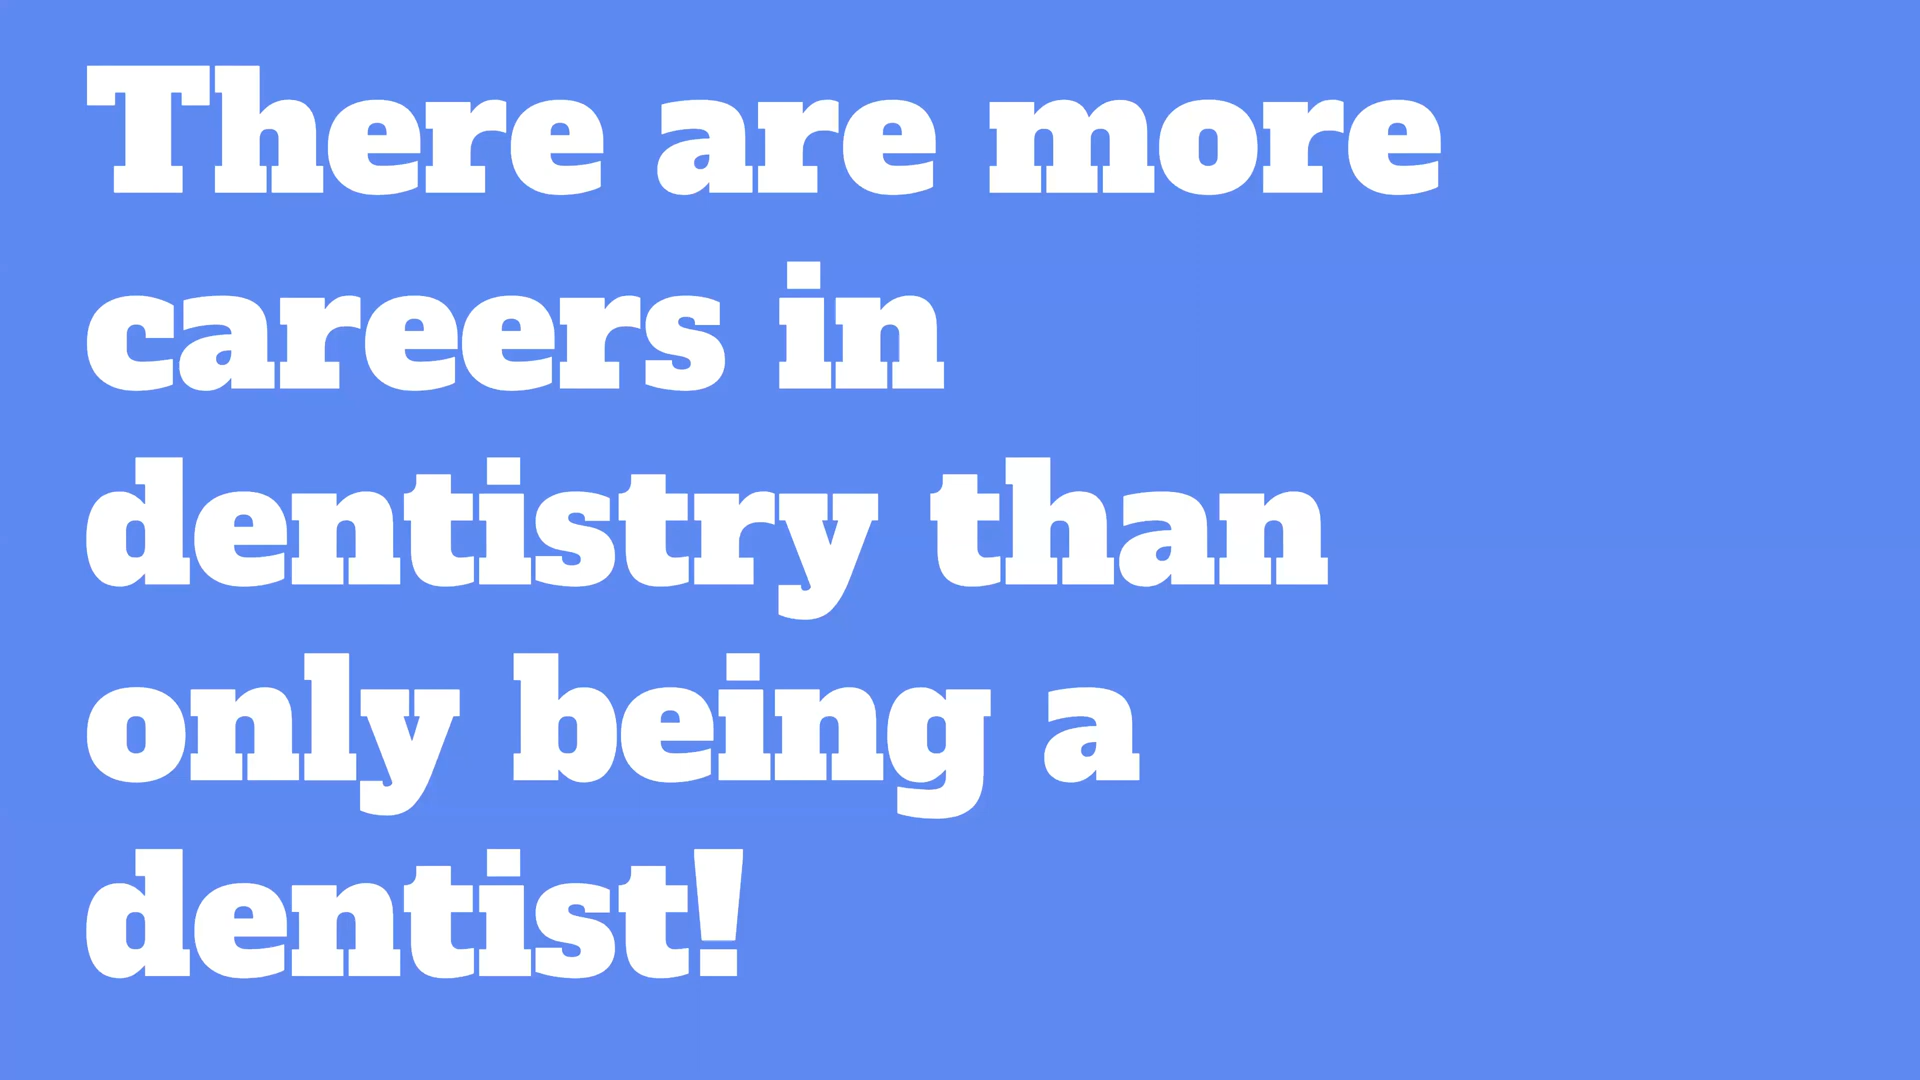 There are more
careers in
dentistry than
only being a
dentist!